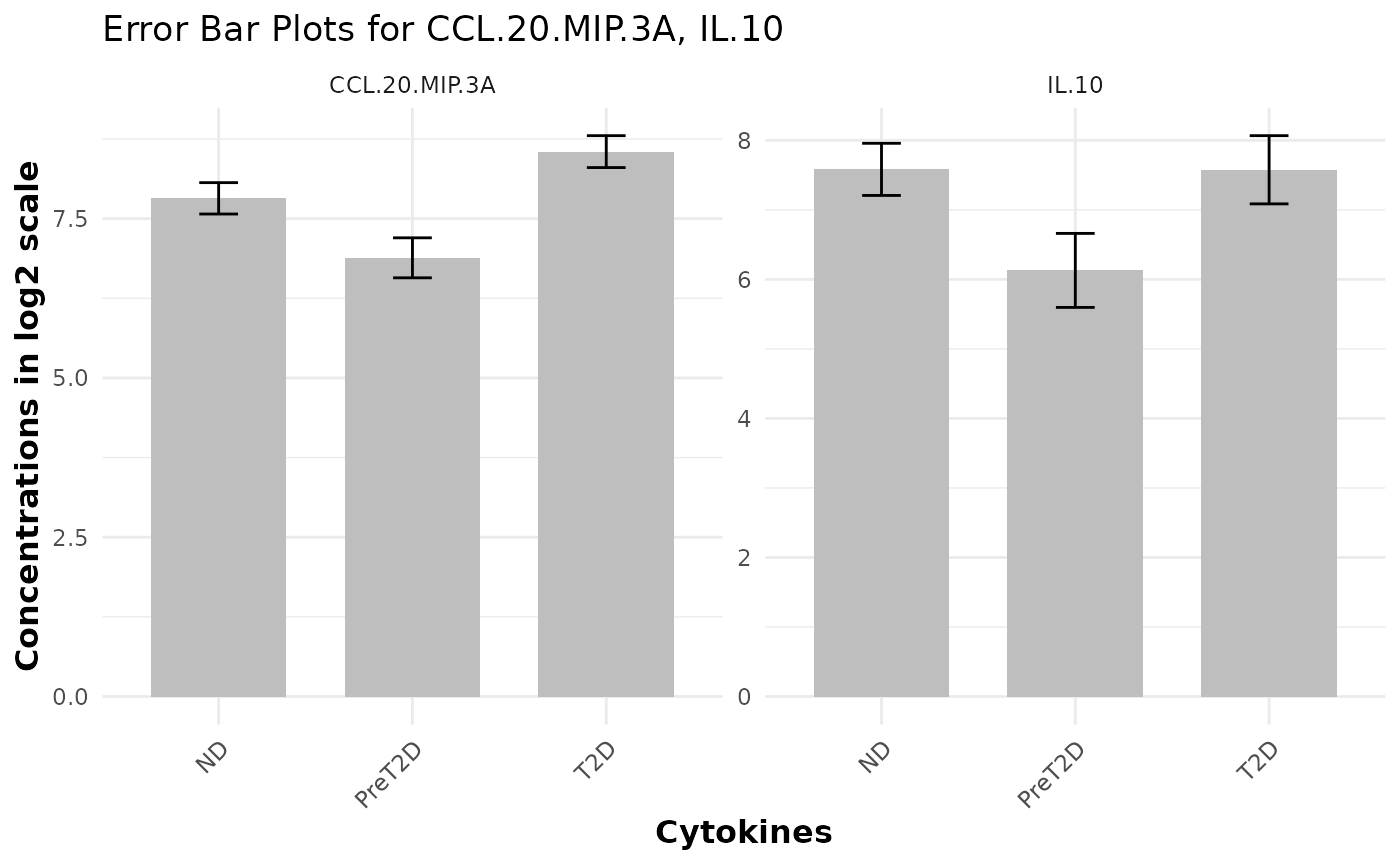 Error Bar Plots for CCL.20.MIP.3A, IL.10
CCL.20.MIP.3A
IL.10
Concentrations in log2 scale
7.5
5.0
2.5
0.0
8
6
4
2
0
ND
PreT2D
T2D
ND
PreT2D
T2D
Cytokines